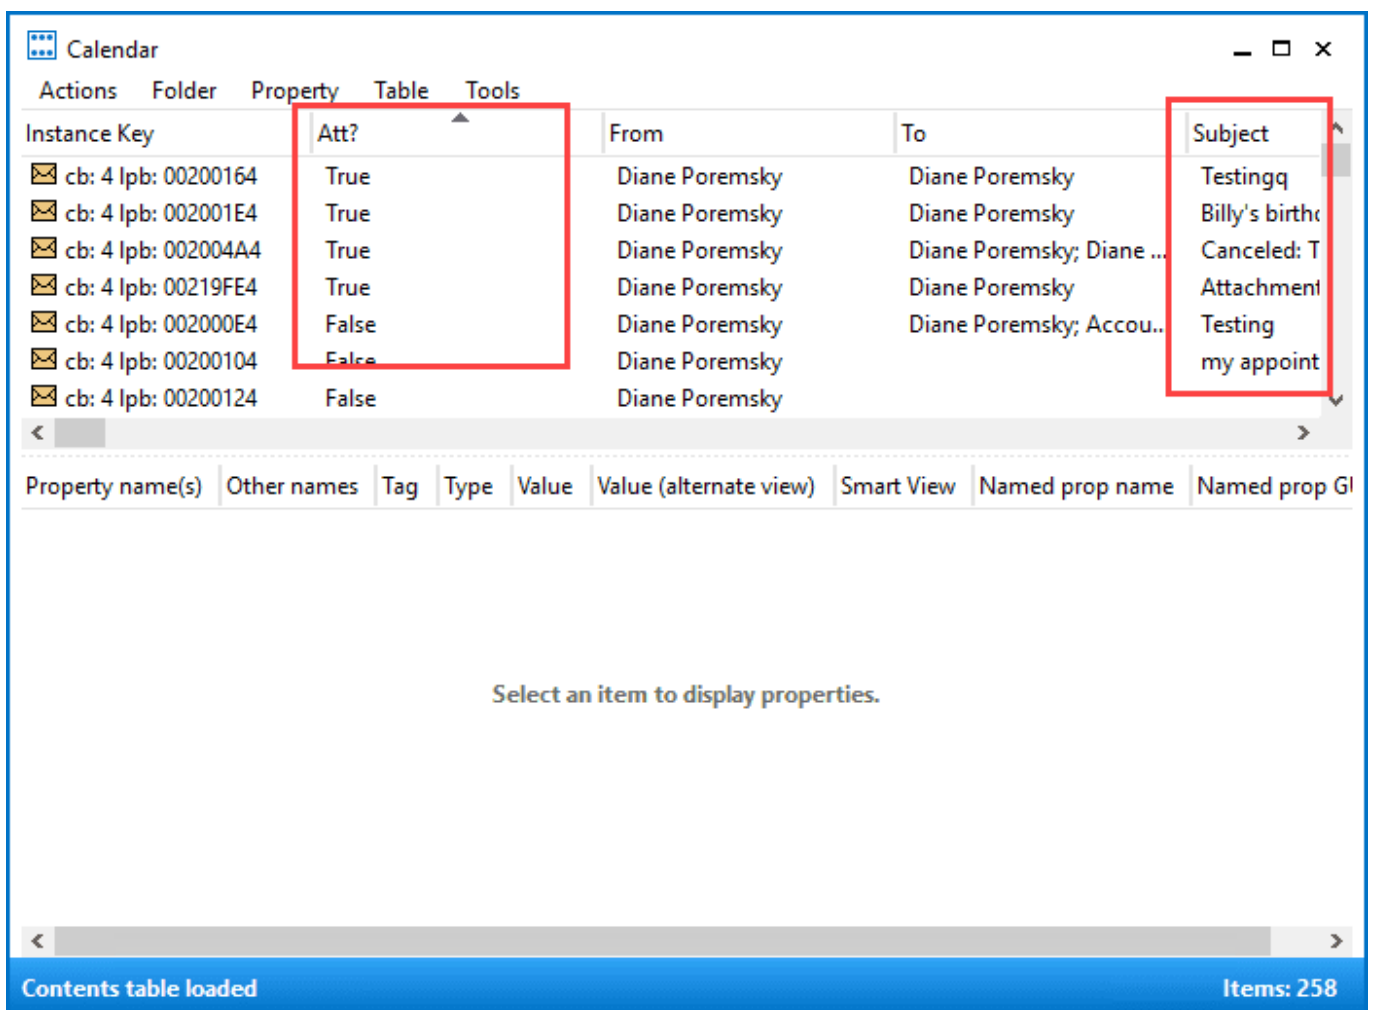 Calendar
Actions Folder Property Table Tools
Instance Key Att? From To Subject
cb: 4 lpb: 00200164 True Diane Poremsky Diane Poremsky Testingq
cb: 4 lpb: 002001E4 True Diane Poremsky Diane Poremsky Billy's birthd
cb: 4 lpb: 002004A4 True Diane Poremsky Diane Poremsky; Diane ... Canceled: T
cb: 4 lpb: 00219FE4 True Diane Poremsky Diane Poremsky Attachment
cb: 4 lpb: 002000E4 False Diane Poremsky Diane Poremsky; Accou... Testing
cb: 4 lpb: 00200104 False Diane Poremsky my appoint
cb: 4 lpb: 00200124 False Diane Poremsky
Property name(s) Other names Tag Type Value Value (alternate view) Smart View Named prop name Named prop GU
Select an item to display properties.
Contents table loaded Items: 258